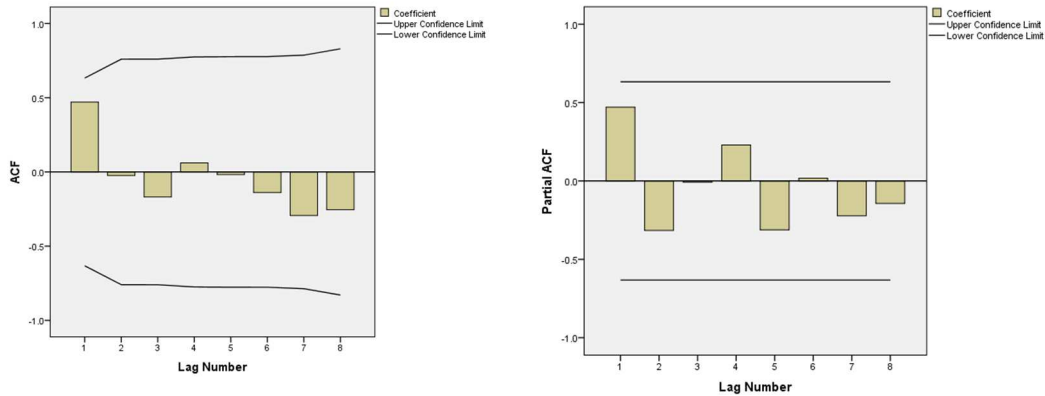 ACF
1.0
0.5
0.0
-0.5
-1.0
1 2 3 4 5 6 7 8
Lag Number
Coefficient
Upper Confidence Limit
Lower Confidence Limit
Partial ACF
1.0
0.5
0.0
-0.5
-1.0
1 2 3 4 5 6 7 8
Lag Number
Coefficient
Upper Confidence Limit
Lower Confidence Limit